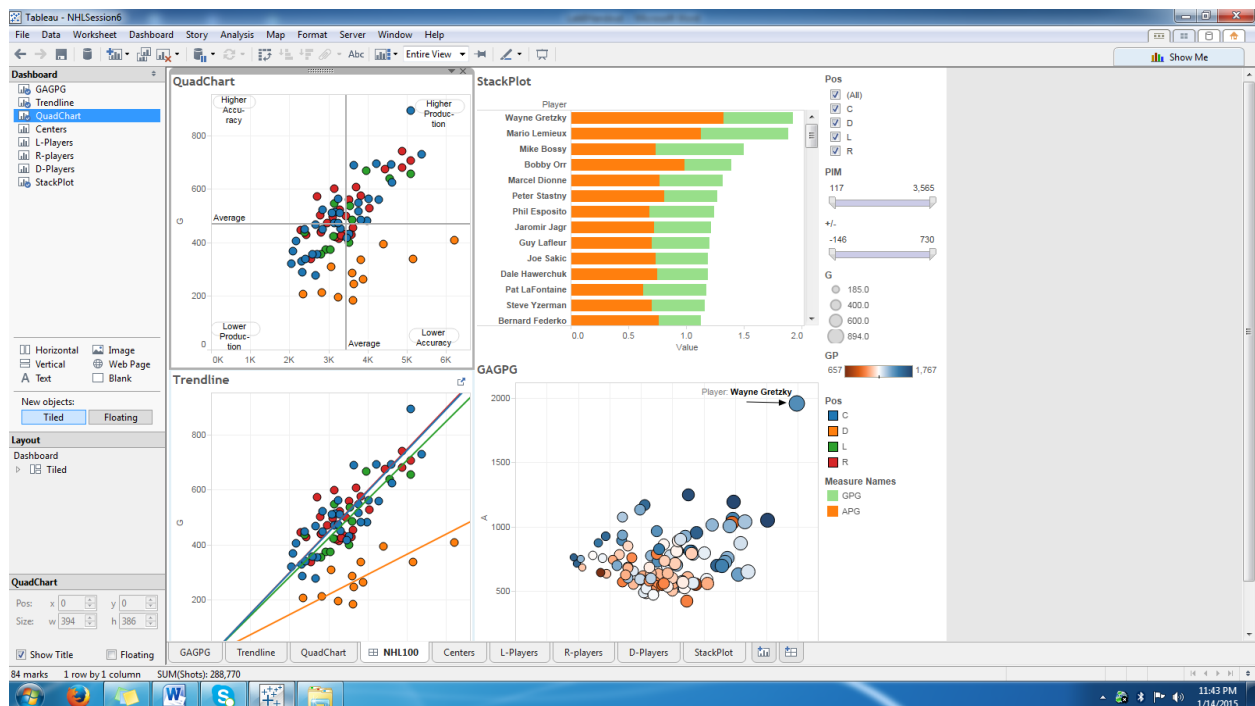 Tableau - NHLSession6
File Data Worksheet Dashboard Story Analysis Map Format Server Window Help
Abc Entire View
Show Me
Dashboard
GAGPG
Trendline
QuadChart
Centers
L-Players
R-players
D-Players
StackPlot
Horizontal Image
Vertical Web Page
A Text Blank
New objects:
Tiled Floating
Layout
Dashboard
Tiled
QuadChart
Pos: x 0 y 0
Size: w 394 h 386
Show Title Floating
QuadChart
Higher
Accu-
racy
Higher
Produc-
tion
800
600
G
Average
400
200
Lower
Produc-
tion
Lower
Accuracy
0
Average
0K 1K 2K 3K 4K 5K 6K
Trendline
800
600
G
400
200
StackPlot
Player
Wayne Gretzky
Mario Lemieux
Mike Bossy
Bobby Orr
Marcel Dionne
Peter Stastny
Phil Esposito
Jaromir Jagr
Guy Lafleur
Joe Sakic
Dale Hawerchuk
Pat LaFontaine
Steve Yzerman
Bernard Federko
0.0 0.5 1.0 1.5 2.0
Value
GAGPG
Player: Wayne Gretzky
2000
1500
A
1000
500
Pos
(All)
C
D
L
R
PIM
117 3,565
+/-
-146 730
G
185.0
400.0
600.0
894.0
GP
657 1,767
Pos
C
D
L
R
Measure Names
GPG
APG
GAGPG Trendline QuadChart NHL100 Centers L-Players R-players D-Players StackPlot
84 marks 1 row by 1 column SUM(Shots): 288,770
11:43 PM
1/14/2015